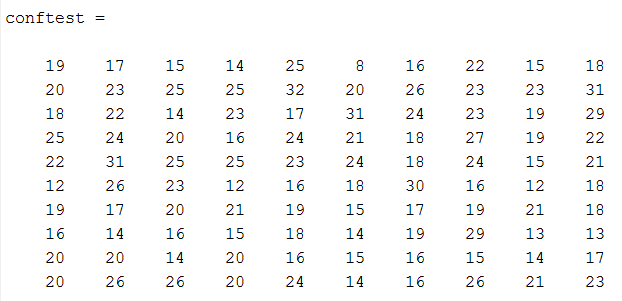 conftest =
19 17 15 14 25 8 16 22 15 18
20 23 25 25 32 20 26 23 23 31
18 22 14 23 17 31 24 23 19 29
25 24 20 16 24 21 18 27 19 22
22 31 25 25 23 24 18 24 15 21
12 26 23 12 16 18 30 16 12 18
19 17 20 21 19 15 17 19 21 18
16 14 16 15 18 14 19 29 13 13
20 20 14 20 16 15 16 15 14 17
20 26 26 20 24 14 16 26 21 23